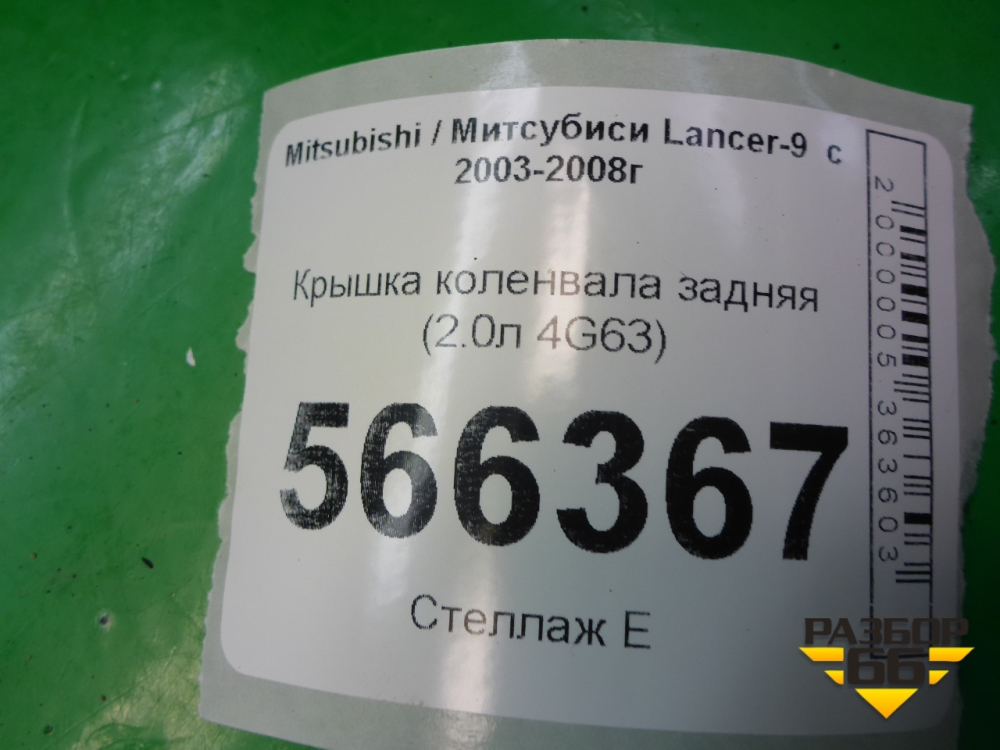 Mitsubishi / Митсубиси Lancer-9 с
2003-2008г
Крышка коленвала задняя
(2.0л 4G63)
566367
Стеллаж Е
2000005363603
РАЗБОР
66